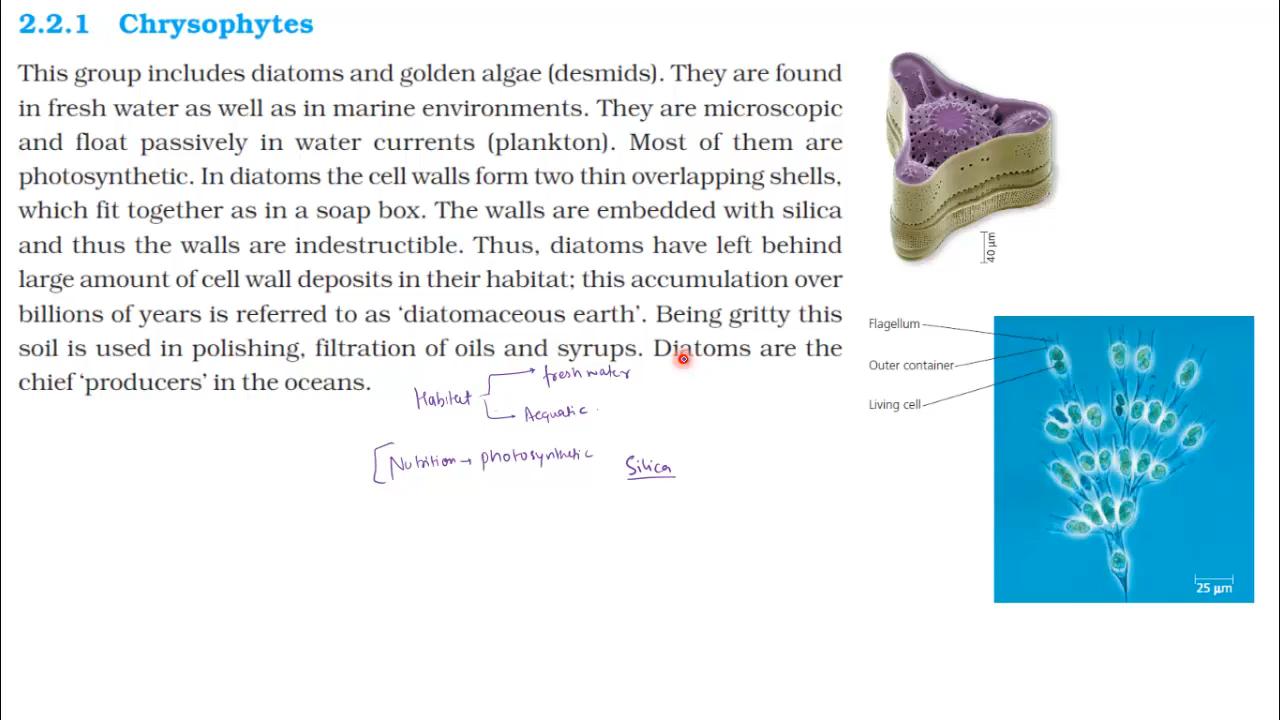 2.2.1 Chrysophytes
This group includes diatoms and golden algae (desmids). They are found
in fresh water as well as in marine environments. They are microscopic
and float passively in water currents (plankton). Most of them are
photosynthetic. In diatoms the cell walls form two thin overlapping shells,
which fit together as in a soap box. The walls are embedded with silica
and thus the walls are indestructible. Thus, diatoms have left behind
large amount of cell wall deposits in their habitat; this accumulation over
billions of years is referred to as ‘diatomaceous earth’. Being gritty this
soil is used in polishing, filtration of oils and syrups. Diatoms are the
chief ‘producers’ in the oceans.
Habitat
fresh water
Acquatic
Nutrition → photosynthetic
Silica
40 µm
Flagellum
Outer container
Living cell
25 µm